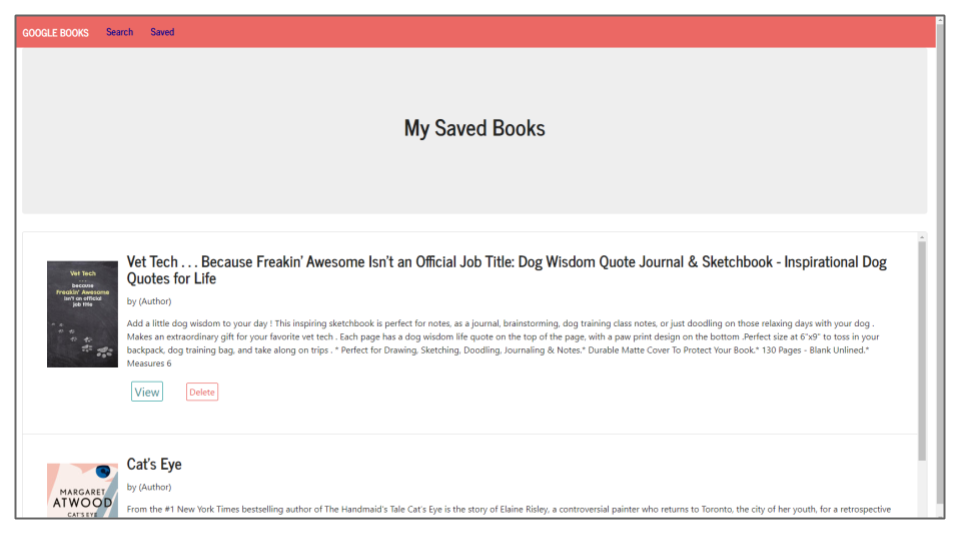 GOOGLE BOOKS Search Saved
My Saved Books
Vet Tech
. . .
because
Freakin' Awesome
isn't an official
job title
Vet Tech . . . Because Freakin' Awesome Isn't an Official Job Title: Dog Wisdom Quote Journal & Sketchbook - Inspirational Dog
Quotes for Life
by (Author)
Add a little dog wisdom to your day ! This inspiring sketchbook is perfect for notes, as a journal, brainstorming, dog training class notes, or just doodling on those relaxing days with your dog .
Makes an extraordinary gift for your favorite vet tech . Each page has a dog wisdom life quote on the top of the page, with a paw print design on the bottom .Perfect size at 6"x9" to toss in your
backpack, dog training bag, and take along on trips . * Perfect for Drawing, Sketching, Doodling, Journaling & Notes.* Durable Matte Cover To Protect Your Book.* 130 Pages - Blank Unlined.*
Measures 6
View Delete
MARGARET
ATWOOD
CAT'S EYE
Cat's Eye
by (Author)
From the #1 New York Times bestselling author of The Handmaid's Tale Cat's Eye is the story of Elaine Risley, a controversial painter who returns to Toronto, the city of her youth, for a retrospective